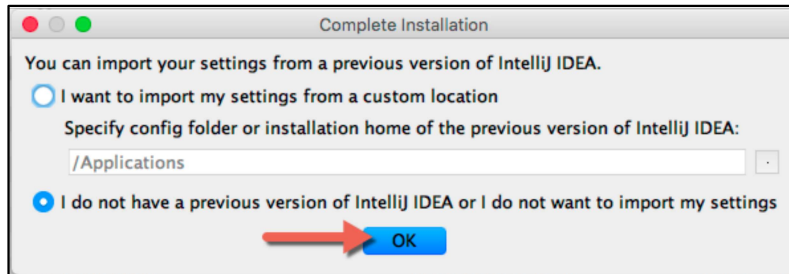 Complete Installation
You can import your settings from a previous version of IntelliJ IDEA.
I want to import my settings from a custom location
Specify config folder or installation home of the previous version of IntelliJ IDEA:
/Applications
I do not have a previous version of IntelliJ IDEA or I do not want to import my settings
OK